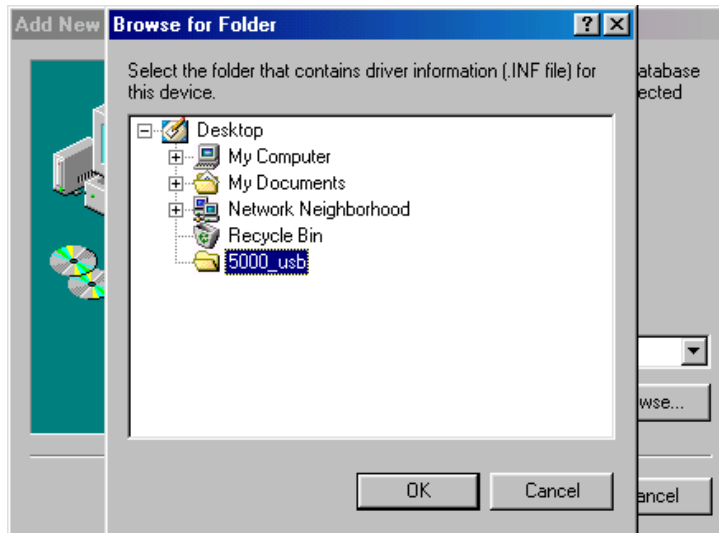 Add New
Browse for Folder
Select the folder that contains driver information (.INF file) for
this device.
atabase
ected
Desktop
My Computer
My Documents
Network Neighborhood
Recycle Bin
5000_usb
wse...
OK
Cancel
ancel